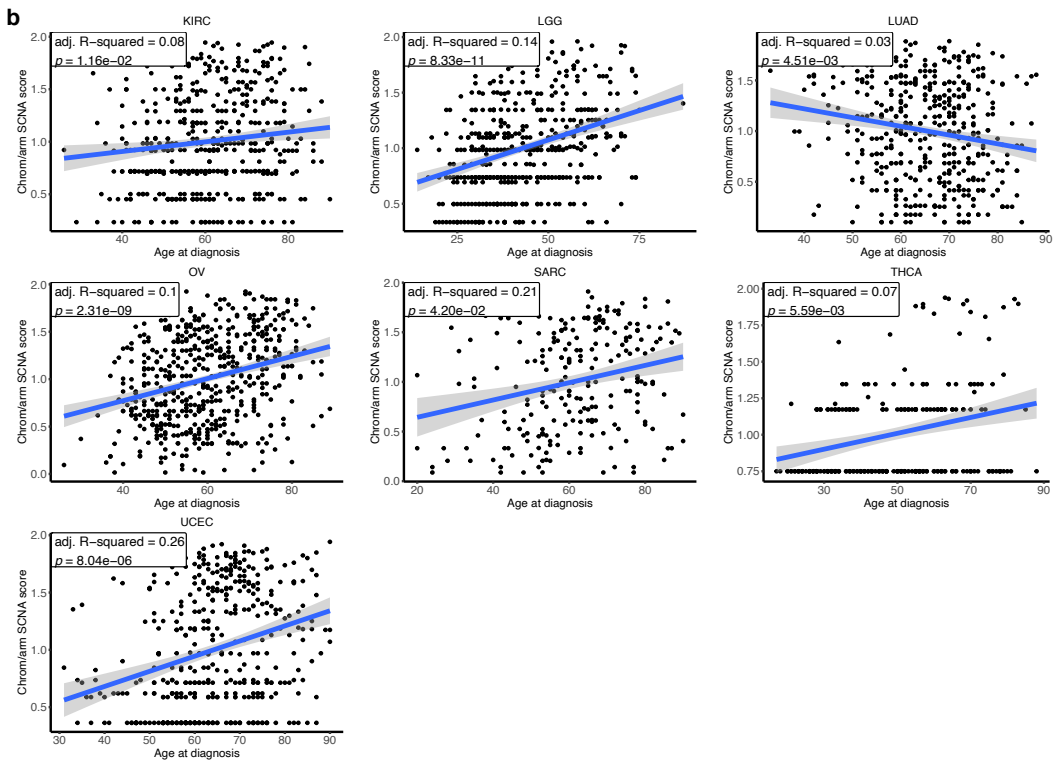 b
KIRC
adj. R−squared = 0.08
p = 1.16e−02
2.0
1.5
1.0
0.5
Chrom/arm SCNA score
40
60
80
Age at diagnosis
LGG
adj. R−squared = 0.14
p = 8.33e−11
2.0
1.5
1.0
0.5
Chrom/arm SCNA score
25
50
75
Age at diagnosis
LUAD
adj. R−squared = 0.03
p = 4.51e−03
1.5
1.0
0.5
Chrom/arm SCNA score
40
50
60
70
80
90
Age at diagnosis
OV
adj. R−squared = 0.1
p = 2.31e−09
2.0
1.5
1.0
0.5
0.0
Chrom/arm SCNA score
40
60
80
Age at diagnosis
SARC
adj. R−squared = 0.21
p = 4.20e−02
2.0
1.5
1.0
0.5
0.0
Chrom/arm SCNA score
20
40
60
80
Age at diagnosis
THCA
adj. R−squared = 0.07
p = 5.59e−03
2.00
1.75
1.50
1.25
1.00
0.75
Chrom/arm SCNA score
30
50
70
90
Age at diagnosis
UCEC
adj. R−squared = 0.26
p = 8.04e−06
2.0
1.5
1.0
0.5
Chrom/arm SCNA score
30
40
50
60
70
80
90
Age at diagnosis